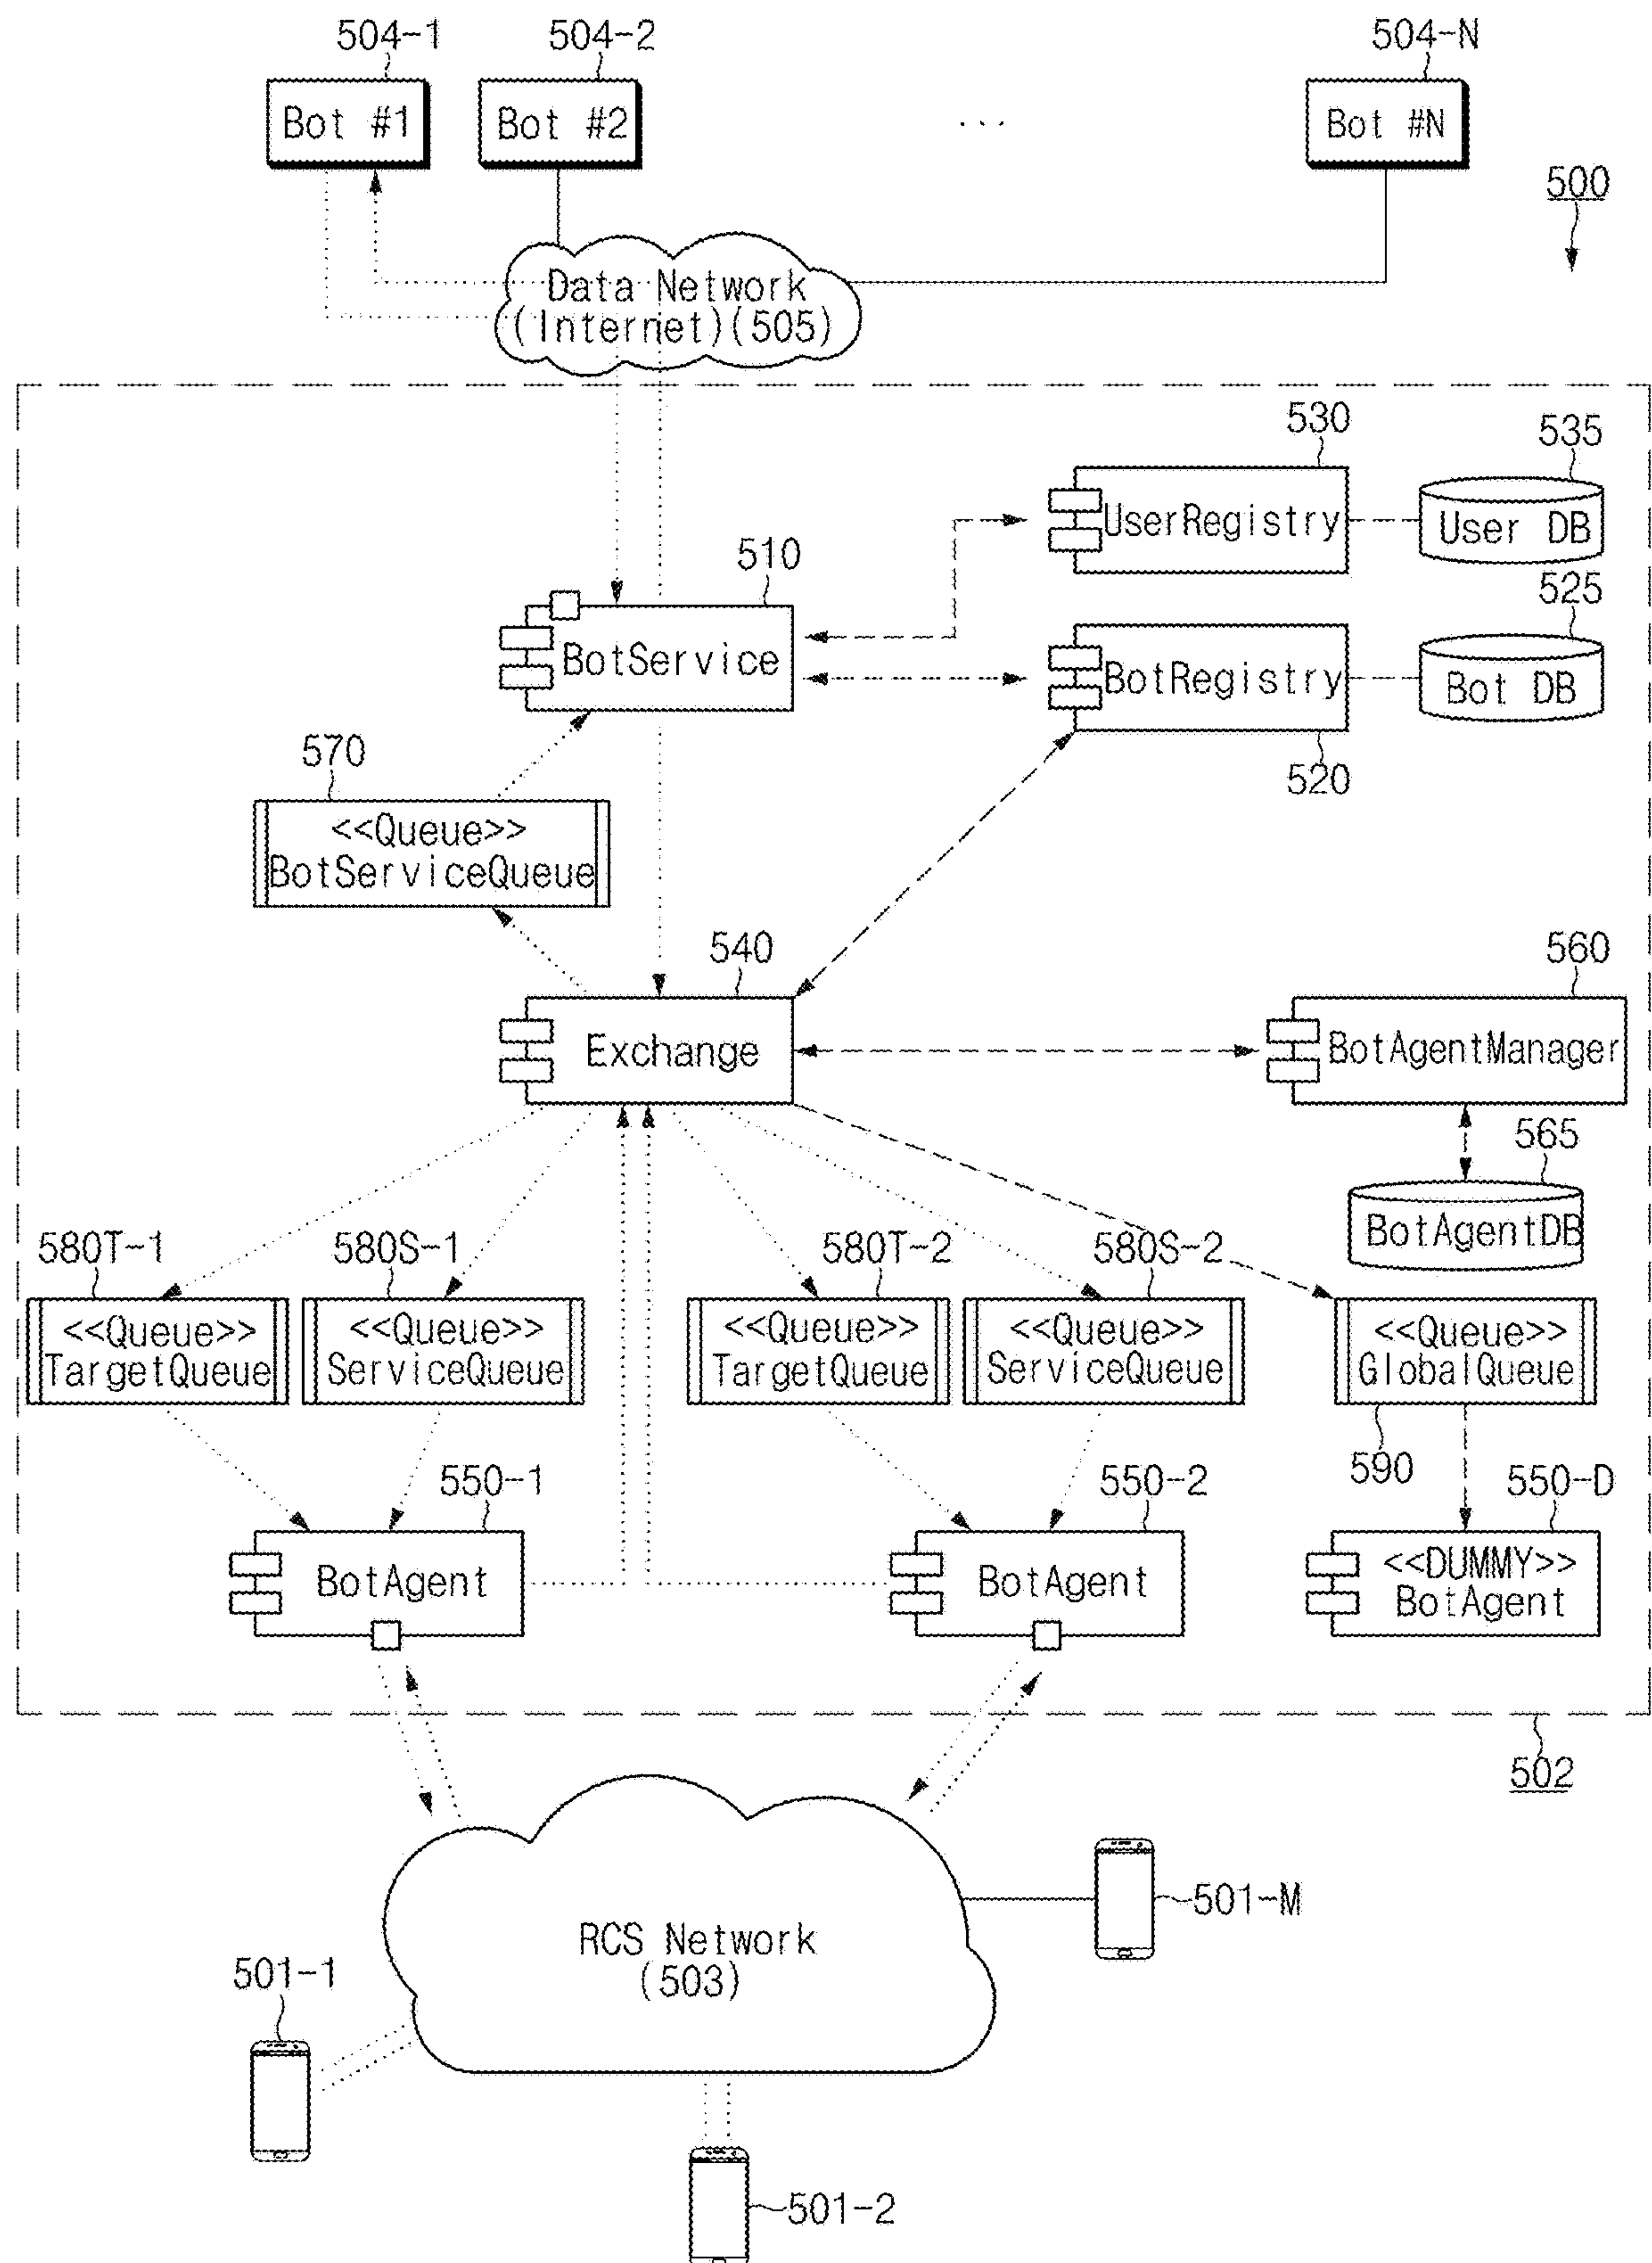 504-1
504-2
504-N
Bot #1
Bot #2
...
Bot #N
500
Data Network
(Internet)(505)
530
535
UserRegistry
User DB
510
525
BotService
BotRegistry
Bot DB
570
520
<<Queue>>
BotServiceQueue
540
560
Exchange
BotAgentManager
565
BotAgentDB
580T-1
580S-1
580T-2
580S-2
<<Queue>>
TargetQueue
<<Queue>>
ServiceQueue
<<Queue>>
TargetQueue
<<Queue>>
ServiceQueue
<<Queue>>
GlobalQueue
590
550-1
550-2
550-D
BotAgent
BotAgent
<<DUMMY>>
BotAgent
502
RCS Network
(503)
501-M
501-1
501-2